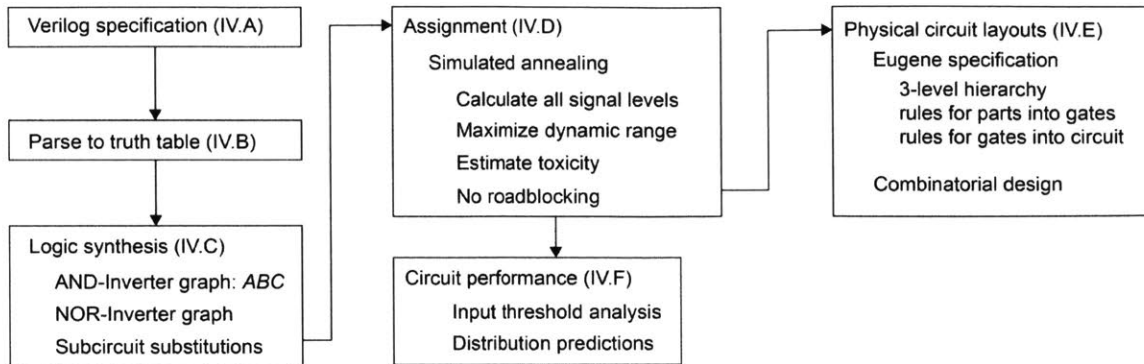 Verilog specification (IV.A)
Parse to truth table (IV.B)
Logic synthesis (IV.C)
AND-Inverter graph: ABC
NOR-Inverter graph
Subcircuit substitutions
Assignment (IV.D)
Simulated annealing
Calculate all signal levels
Maximize dynamic range
Estimate toxicity
No roadblocking
Circuit performance (IV.F)
Input threshold analysis
Distribution predictions
Physical circuit layouts (IV.E)
Eugene specification
3-level hierarchy
rules for parts into gates
rules for gates into circuit
Combinatorial design